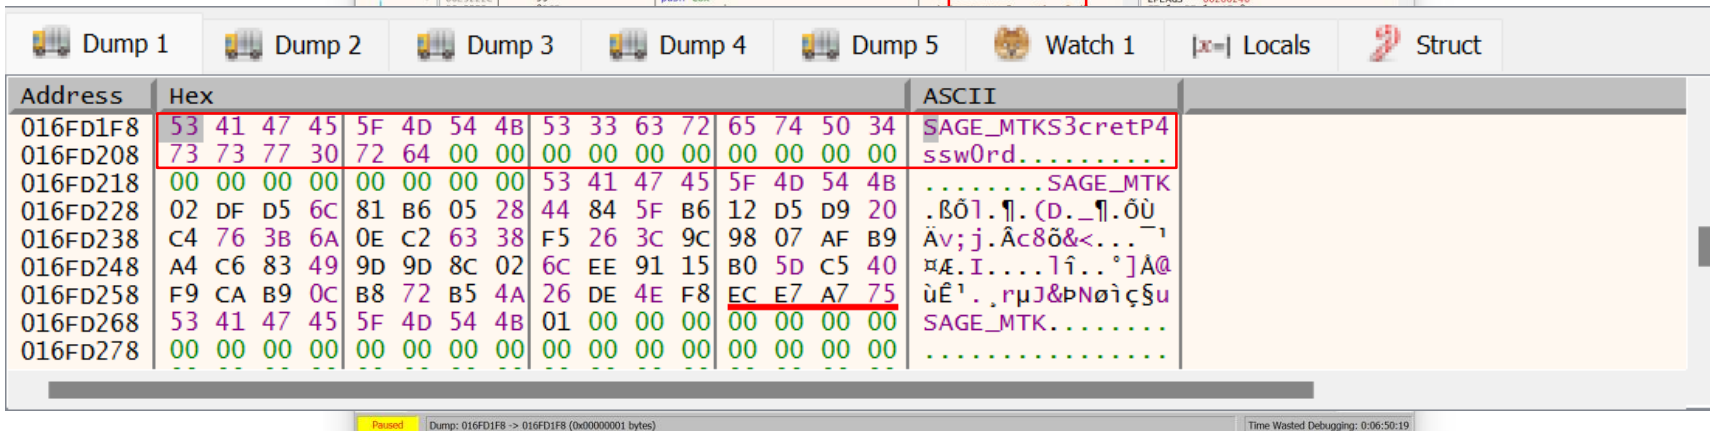 Dump 1 Dump 2 Dump 3 Dump 4 Dump 5 Watch 1 |x=| Locals Struct
Address Hex ASCII
016FD1F8 53 41 47 45 5F 4D 54 4B 53 33 63 72 65 74 50 34 SAGE_MTKS3cretP4
016FD208 73 73 77 30 72 64 00 00 00 00 00 00 00 00 00 00 ssw0rd..........
016FD218 00 00 00 00 00 00 00 00 53 41 47 45 5F 4D 54 4B ........SAGE_MTK
016FD228 02 DF D5 6C 81 B6 05 28 44 84 5F B6 12 D5 D9 20 .ßÕl.¶.(D._¶.ÕÙ
016FD238 C4 76 3B 6A 0E C2 63 38 F5 26 3C 9C 98 07 AF B9 Äv;j.Âc8õ&<...¯¹
016FD248 A4 C6 83 49 9D 9D 8C 02 6C EE 91 15 B0 5D C5 40 ¤Æ.I....lî..°]Å@
016FD258 F9 CA B9 0C B8 72 B5 4A 26 DE 4E F8 EC E7 A7 75 ùÊ¹.¸rµJ&ÞNøìç§u
016FD268 53 41 47 45 5F 4D 54 4B 01 00 00 00 00 00 00 00 SAGE_MTK........
016FD278 00 00 00 00 00 00 00 00 00 00 00 00 00 00 00 00 ................
Paused Dump: 016FD1F8 -> 016FD1F8 (0x00000001 bytes) Time Wasted Debugging: 0:06:50:19